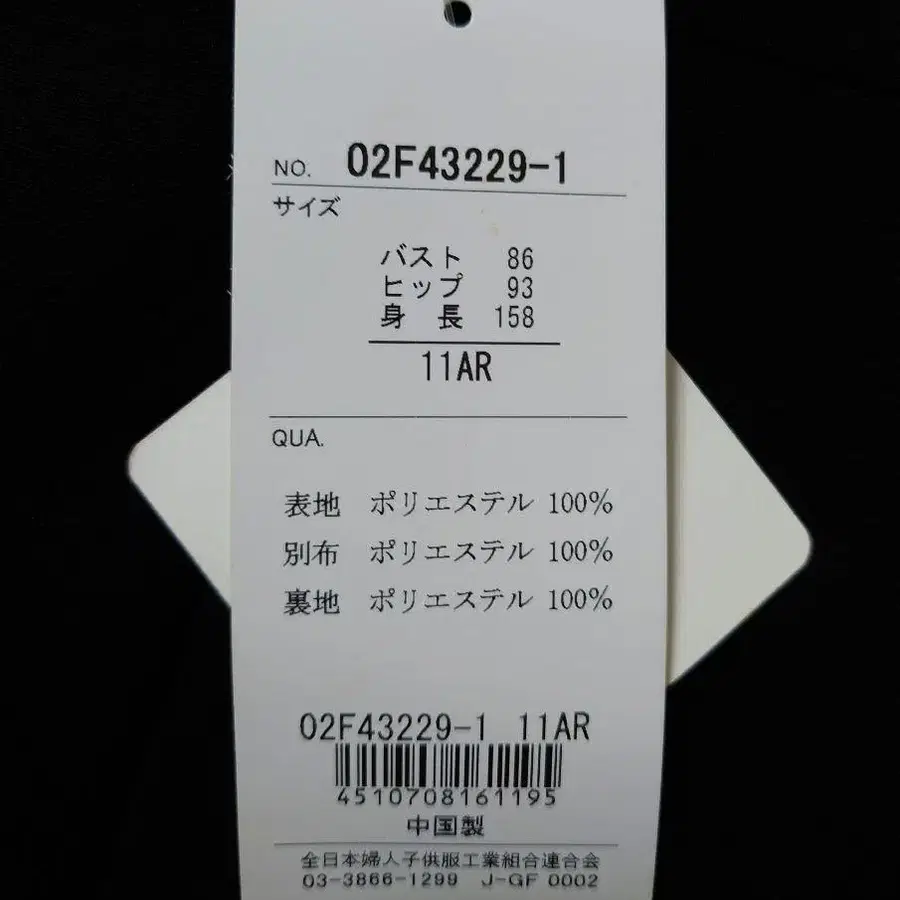 NO. 02F43229-1
サイズ
バスト 86
ヒップ 93
身 長 158
11AR
QUA.
表地 ポリエステル 100%
別布 ポリエステル 100%
裏地 ポリエステル 100%
02F43229-1 11AR
4510708161195
中国製
全日本婦人子供服工業組合連合会
03-3866-1299 J-GF 0002